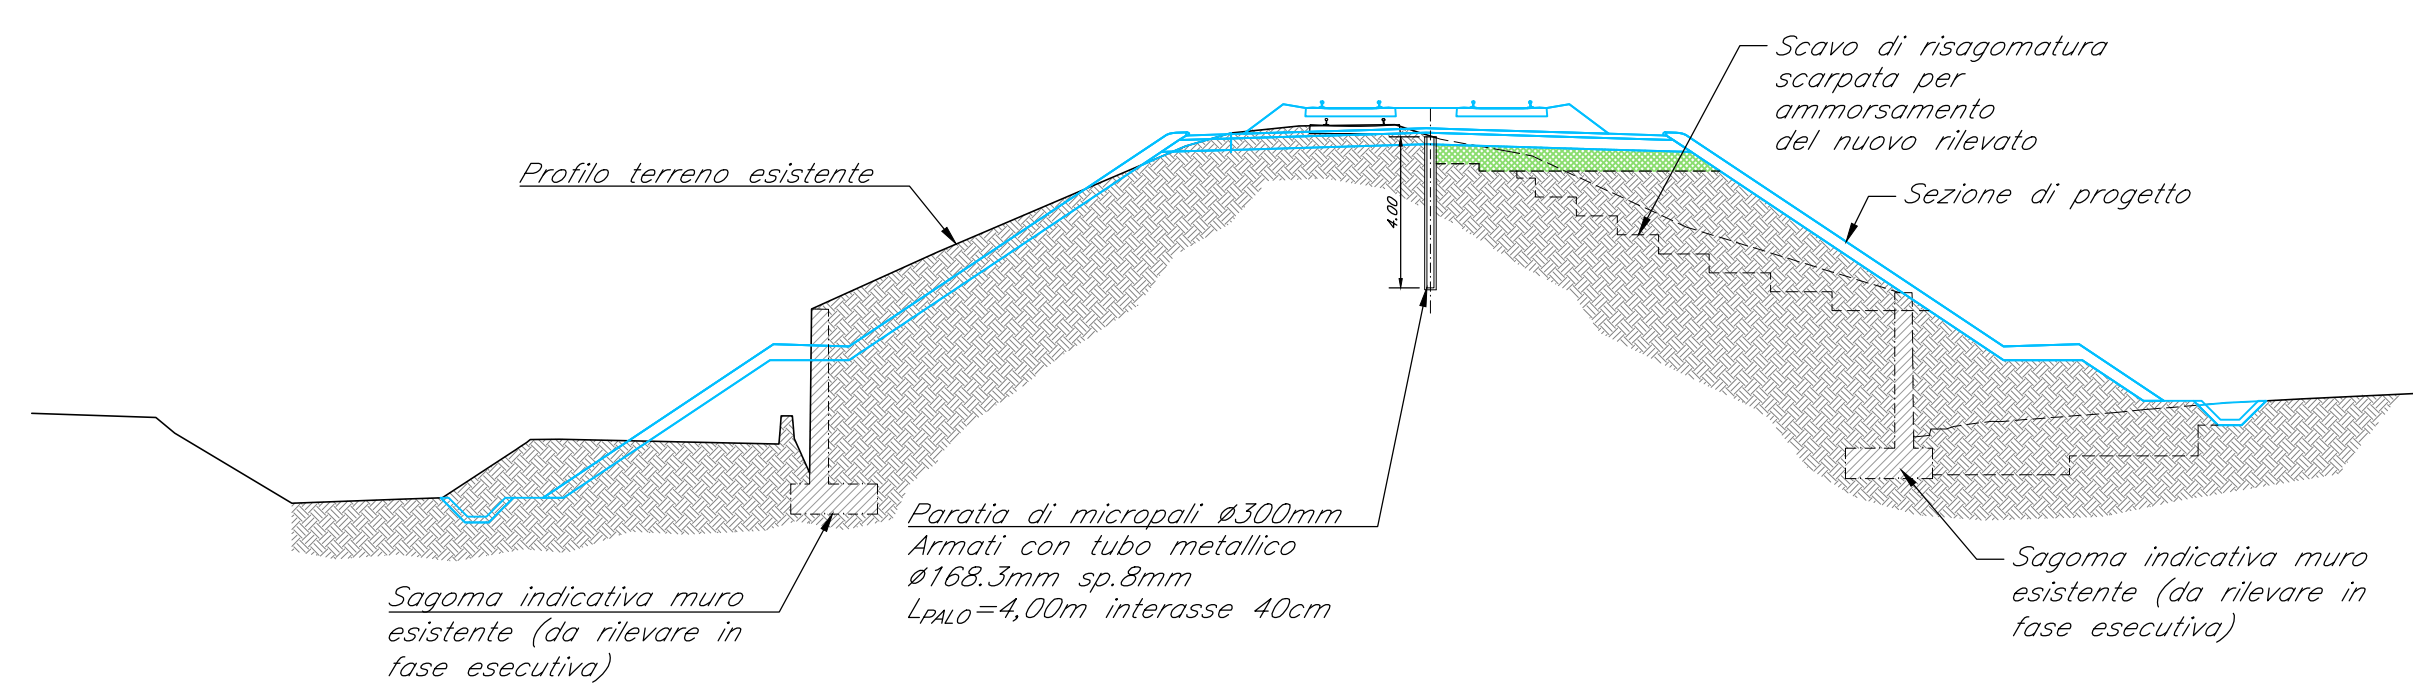 Scavo di risagomatura
scarpata per
ammorsamento
del nuovo rilevato
Profilo terreno esistente
Sezione di progetto
4.00
Paratia di micropali ø300mm
Armati con tubo metallico
ø168.3mm sp.8mm
LPALO=4,00m interasse 40cm
Sagoma indicativa muro
esistente (da rilevare in
fase esecutiva)
Sagoma indicativa muro
esistente (da rilevare in
fase esecutiva)